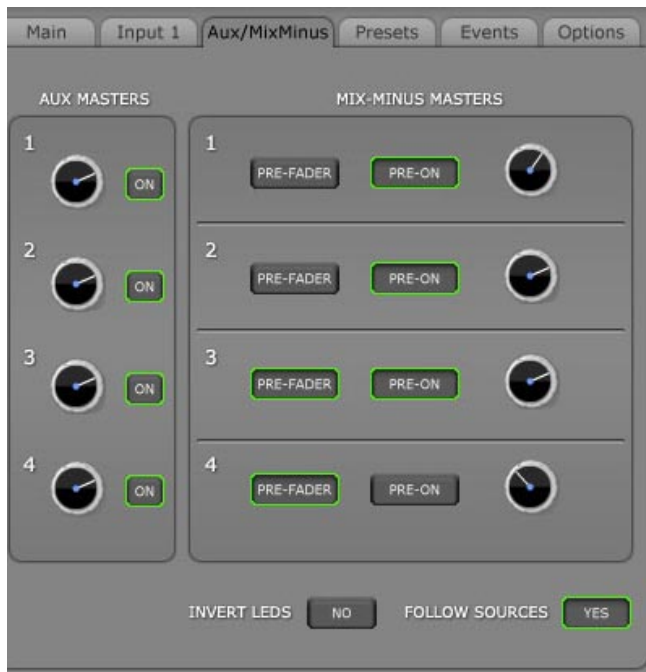 Main Input 1 Aux/MixMinus Presets Events Options
AUX MASTERS
1
ON
2
ON
3
ON
4
ON
MIX-MINUS MASTERS
1 PRE-FADER PRE-ON
2 PRE-FADER PRE-ON
3 PRE-FADER PRE-ON
4 PRE-FADER PRE-ON
INVERT LEDS NO FOLLOW SOURCES YES